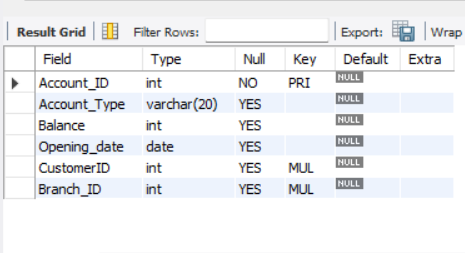 Result Grid Filter Rows: Export: Wrap
Field Type Null Key Default Extra
Account_ID int NO PRI NULL
Account_Type varchar(20) YES NULL
Balance int YES NULL
Opening_date date YES NULL
CustomerID int YES MUL NULL
Branch_ID int YES MUL NULL